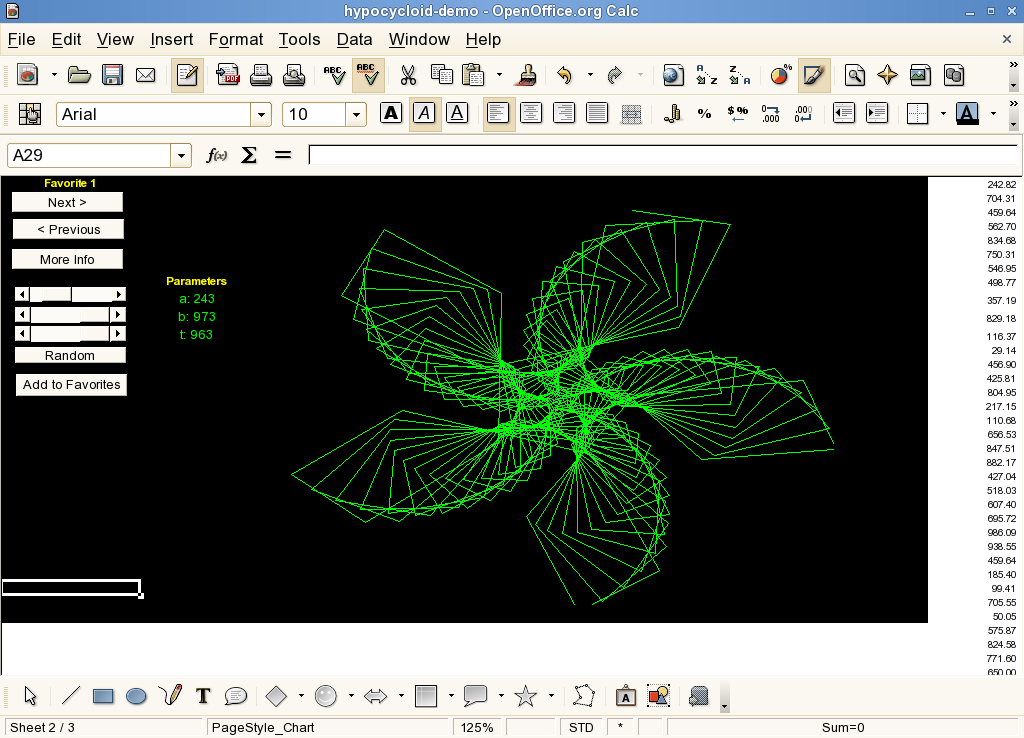 hypocycloid-demo - OpenOffice.org Calc
File Edit View Insert Format Tools Data Window Help
Arial 10
A29
Favorite 1
Next >
< Previous
More Info
Parameters
a: 243
b: 973
t: 963
Random
Add to Favorites
242.82
704.31
459.64
562.70
834.68
750.31
546.95
498.77
357.19
829.18
116.37
29.14
456.90
425.81
804.95
217.15
110.68
656.53
847.51
882.17
427.04
518.03
607.40
695.72
986.09
938.55
459.64
185.40
99.41
705.55
50.05
575.87
824.58
771.60
650.00
Sheet 2 / 3 PageStyle_Chart 125% STD * Sum=0